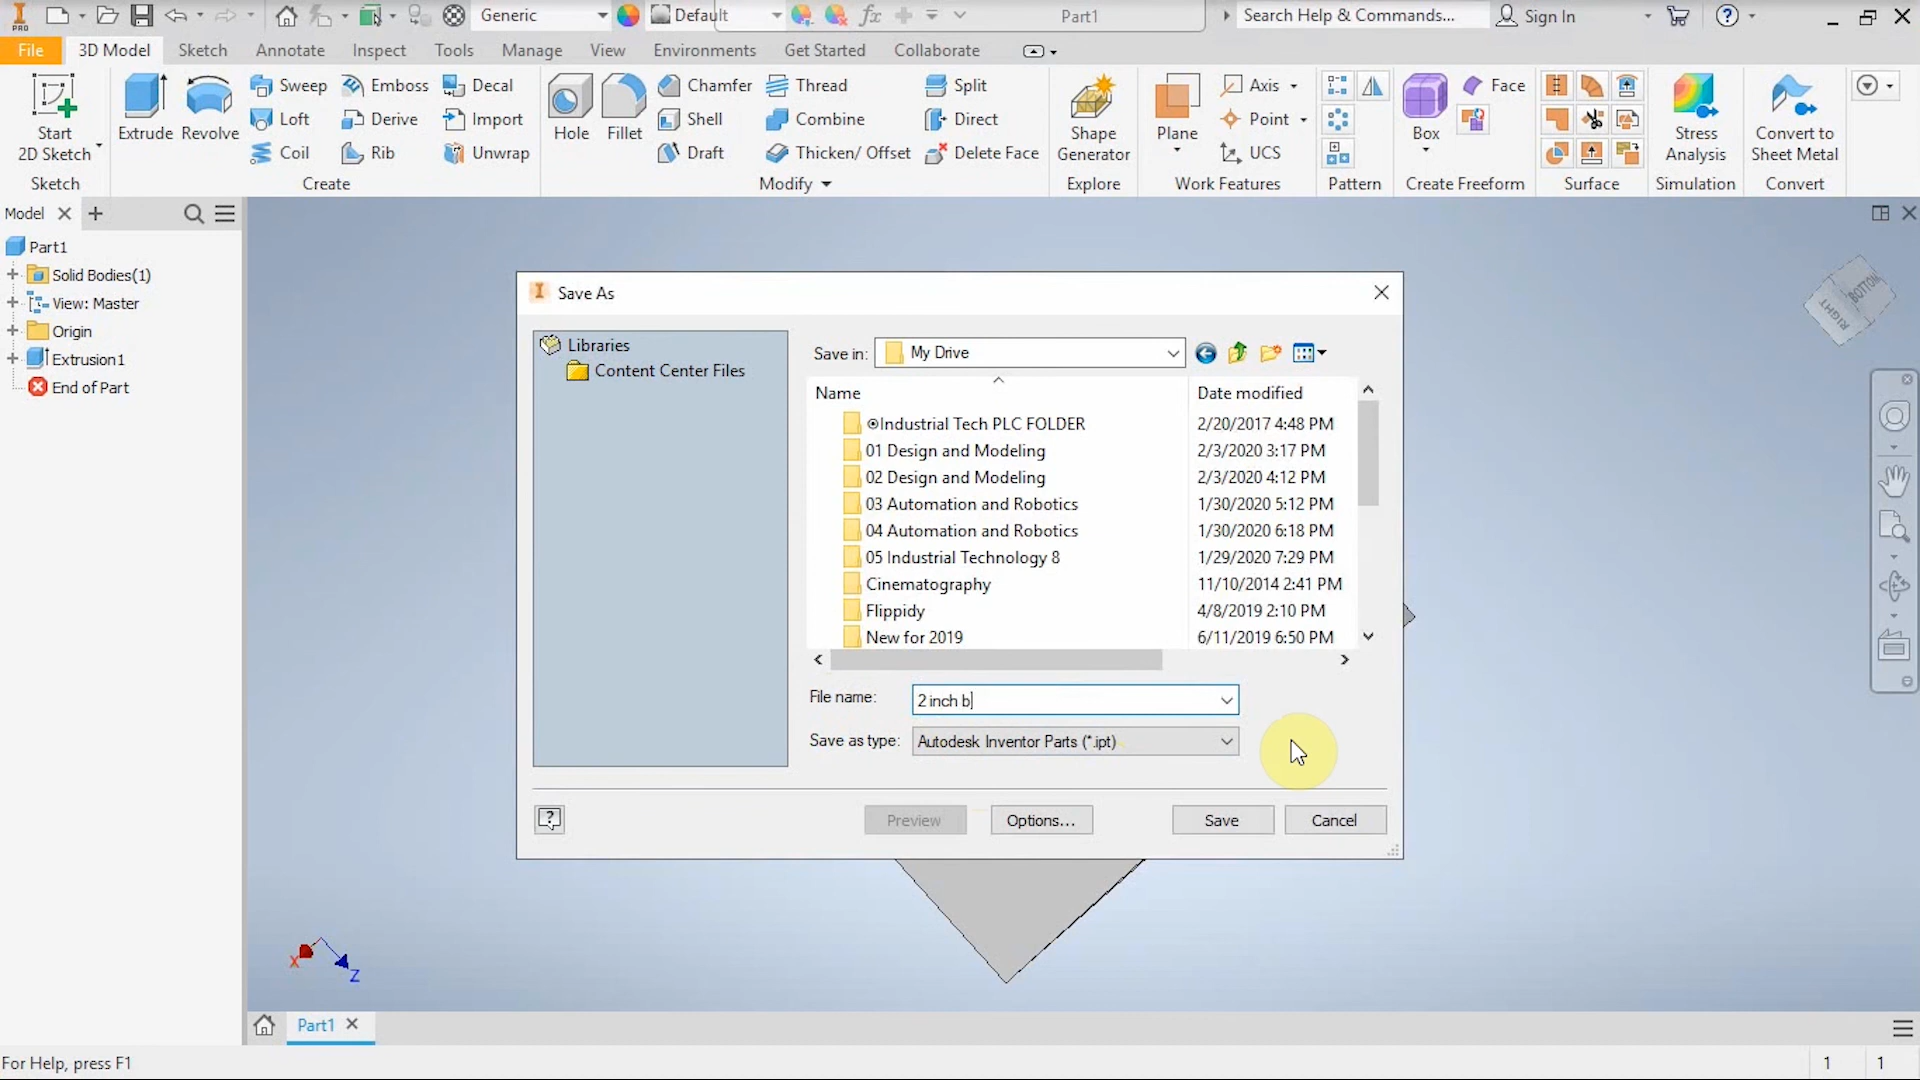 Generic
Default
fx
Part1
Search Help & Commands...
Sign In
PRO
File
3D Model
Sketch
Annotate
Inspect
Tools
Manage
View
Environments
Get Started
Collaborate
Start
2D Sketch
Sketch
Extrude
Revolve
Sweep
Emboss
Decal
Loft
Derive
Import
Coil
Rib
Unwrap
Create
Hole
Fillet
Chamfer
Thread
Split
Shell
Combine
Direct
Draft
Thicken/ Offset
Delete Face
Modify
Shape
Generator
Explore
Plane
Axis
Point
UCS
Work Features
Pattern
Box
Face
Create Freeform
Surface
Stress
Analysis
Simulation
Convert to
Sheet Metal
Convert
Model
Part1
Solid Bodies(1)
View: Master
Origin
Extrusion1
End of Part
RIGHT
BOTTOM
Save As
Libraries
Content Center Files
Save in:
My Drive
Name
Date modified
⦿Industrial Tech PLC FOLDER
2/20/2017 4:48 PM
01 Design and Modeling
2/3/2020 3:17 PM
02 Design and Modeling
2/3/2020 4:12 PM
03 Automation and Robotics
1/30/2020 5:12 PM
04 Automation and Robotics
1/30/2020 6:18 PM
05 Industrial Technology 8
1/29/2020 7:29 PM
Cinematography
11/10/2014 2:41 PM
Flippidy
4/8/2019 2:10 PM
New for 2019
6/11/2019 6:50 PM
File name:
2 inch b
Save as type:
Autodesk Inventor Parts (*.ipt)
Preview
Options...
Save
Cancel
X
Z
Part1
For Help, press F1
1
1